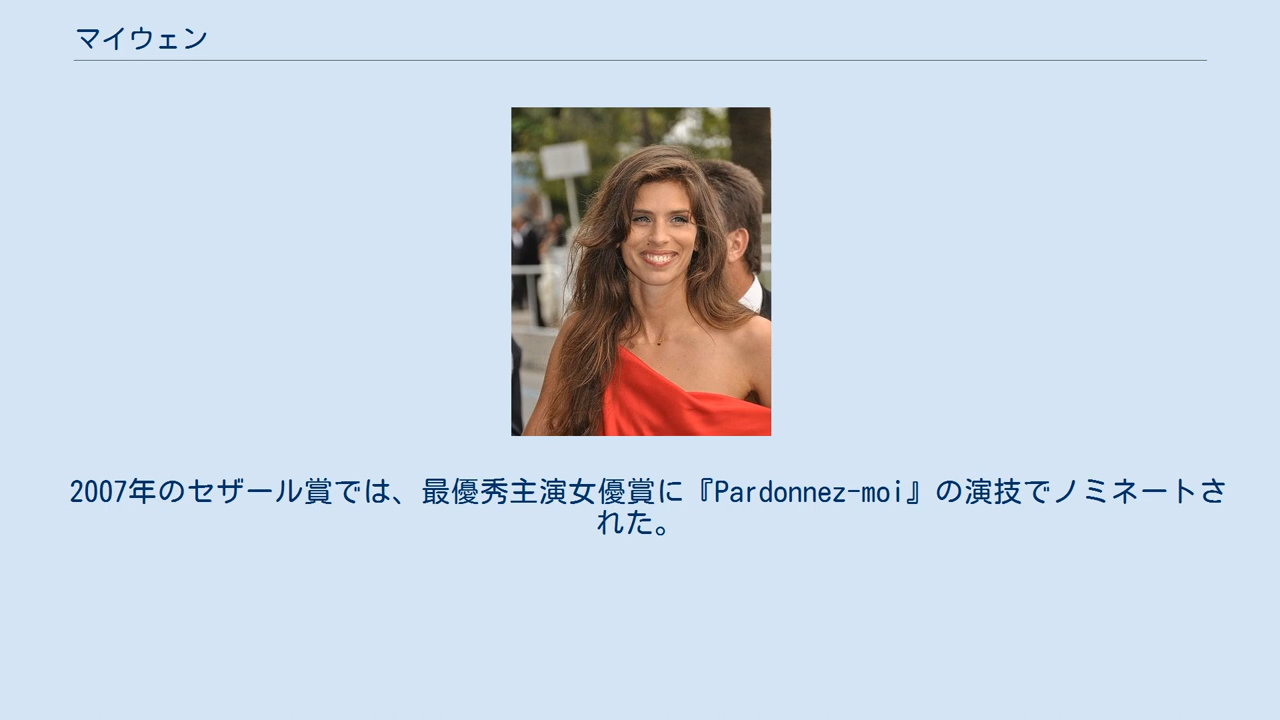 マイウェン
2007年のセザール賞では、最優秀主演女優賞に『Pardonnez-moi』の演技でノミネートさ
れた。